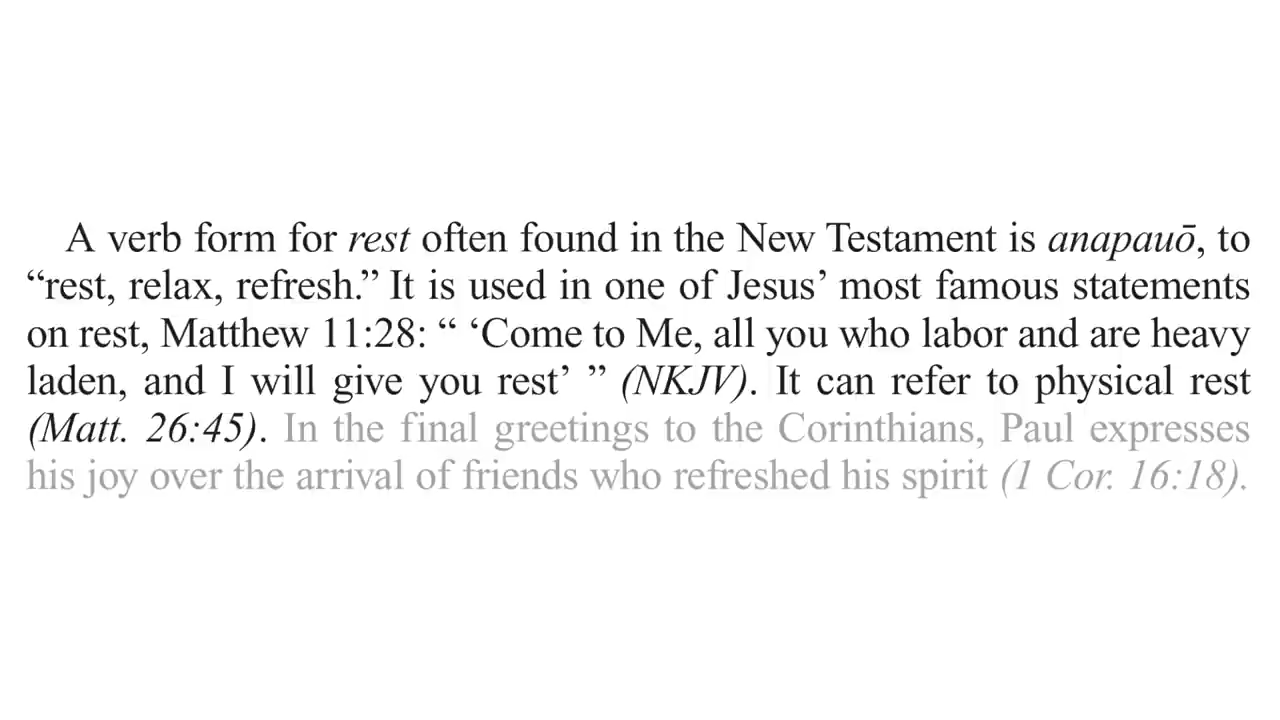 A verb form for rest often found in the New Testament is anapauō, to
“rest, relax, refresh.” It is used in one of Jesus’ most famous statements
on rest, Matthew 11:28: “ ‘Come to Me, all you who labor and are heavy
laden, and I will give you rest’ ” (NKJV). It can refer to physical rest
(Matt. 26:45). In the final greetings to the Corinthians, Paul expresses
his joy over the arrival of friends who refreshed his spirit (1 Cor. 16:18).